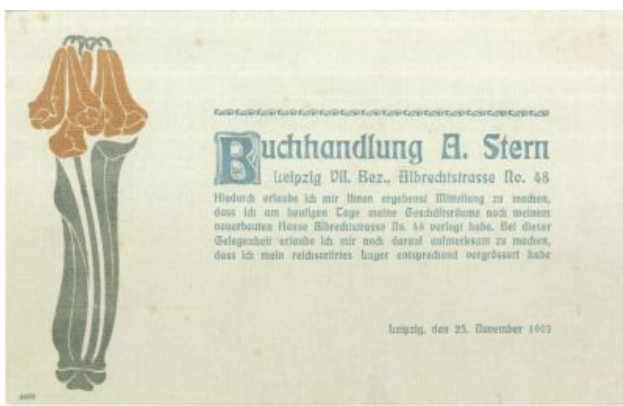 Buchhandlung A. Stern
Leipzig VII. Bez., Albrechtstrasse No. 48
Hiedurch erlaube ich mir Ihnen ergebenst Mitteilung zu machen,
dass ich am heutigen Tage meine Geschäftsräume nach meinem
neuerbauten Hause Albrechtstrasse No. 48 verlegt habe. Bei dieser
Gelegenheit erlaube ich mir noch darauf aufmerksam zu machen,
dass ich mein reichsortirtes Lager entsprechend vergrössert habe
Leipzig, den 25. November 1903